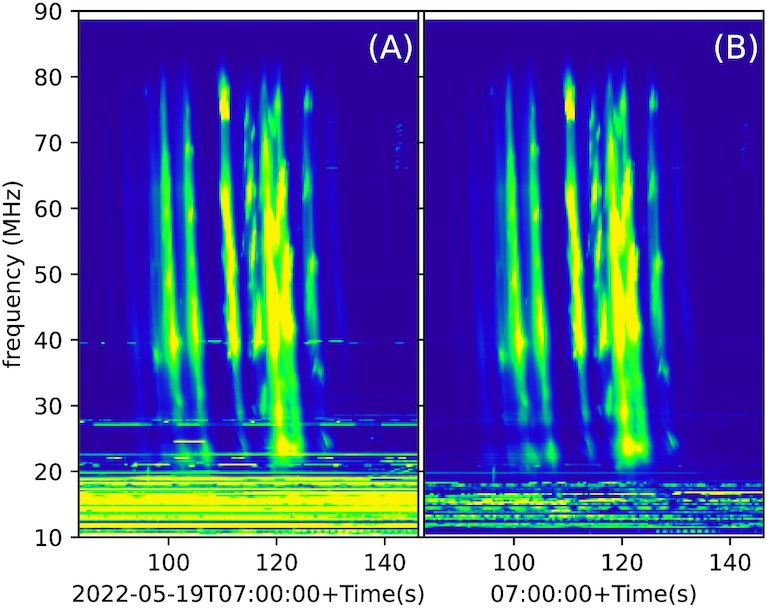 90
80
70
60
50
40
30
20
10
frequency (MHz)
(A)
(B)
100 120 140
100 120 140
2022-05-19T07:00:00+Time(s)
07:00:00+Time(s)